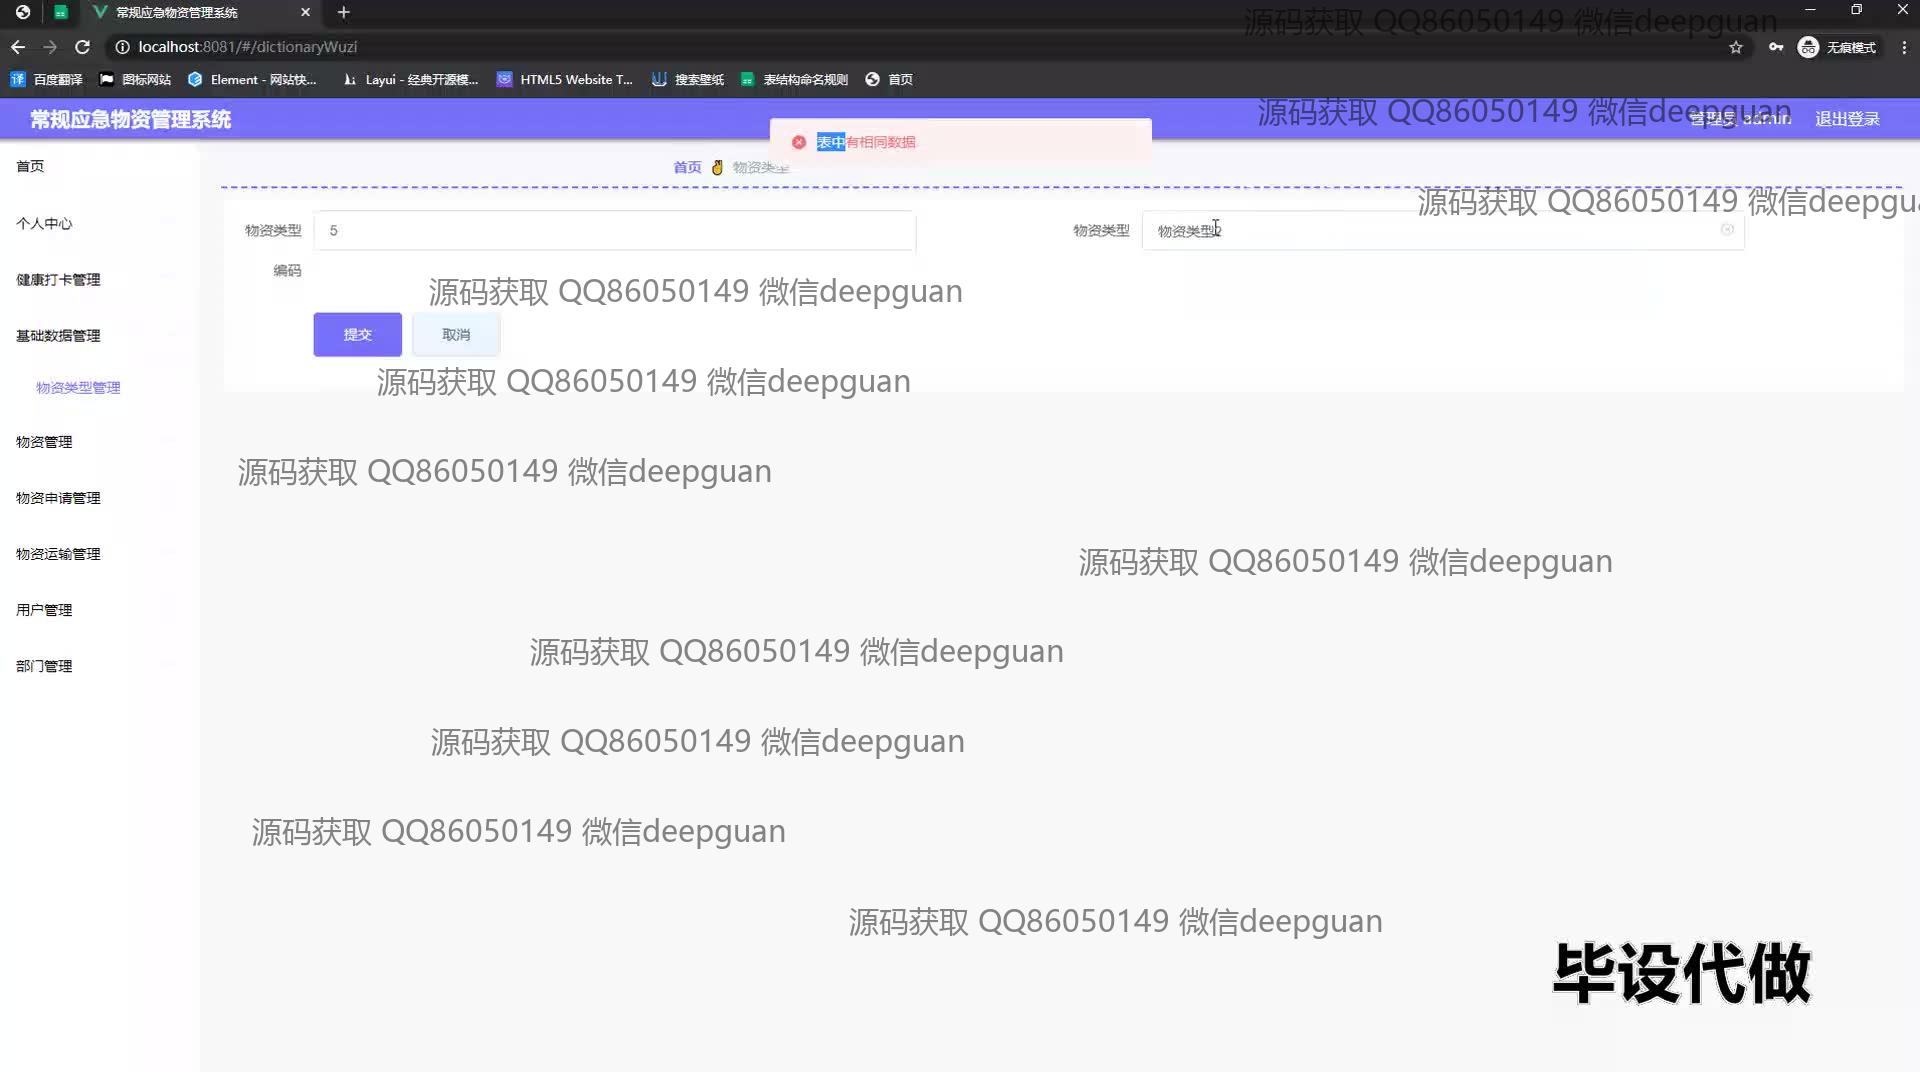 常规应急物资管理系统
源码获取 QQ86050149 微信deepguan
localhost:8081/#/dictionaryWuzi
无痕模式
百度翻译
图标网站
Element - 网站快...
Layui - 经典开源模...
HTML5 Website T...
搜索壁纸
表结构命名规则
首页
常规应急物资管理系统
源码获取 QQ86050149 微信deepguan
管理员 admin
退出登录
表中有相同数据
首页
物资类型
源码获取 QQ86050149 微信deepgu
首页
个人中心
健康打卡管理
基础数据管理
物资类型管理
物资管理
物资申请管理
物资运输管理
用户管理
部门管理
物资类型
编码
5
物资类型
物资类型2
源码获取 QQ86050149 微信deepguan
提交
取消
源码获取 QQ86050149 微信deepguan
源码获取 QQ86050149 微信deepguan
源码获取 QQ86050149 微信deepguan
源码获取 QQ86050149 微信deepguan
源码获取 QQ86050149 微信deepguan
源码获取 QQ86050149 微信deepguan
源码获取 QQ86050149 微信deepguan
毕设代做